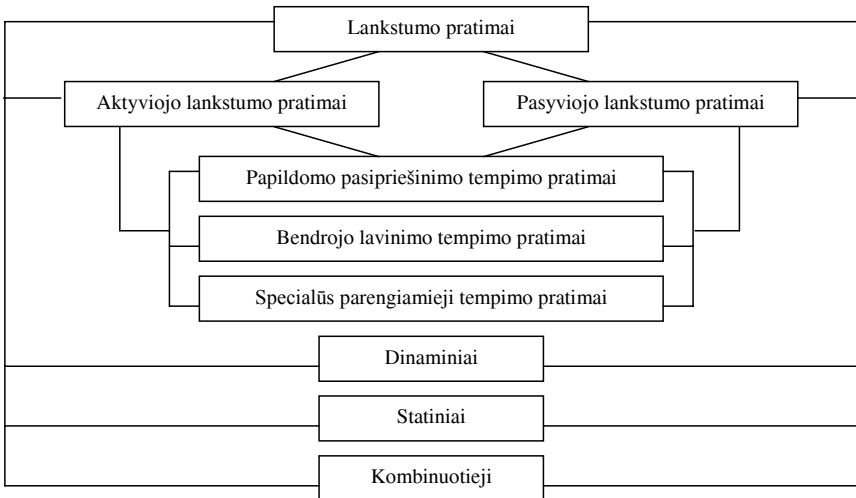 Lankstumo pratimai
Aktyviojo lankstumo pratimai
Pasyviojo lankstumo pratimai
Papildomo pasipriešinimo tempimo pratimai
Bendrojo lavinimo tempimo pratimai
Specialūs parengiamieji tempimo pratimai
Dinaminiai
Statiniai
Kombinuotieji